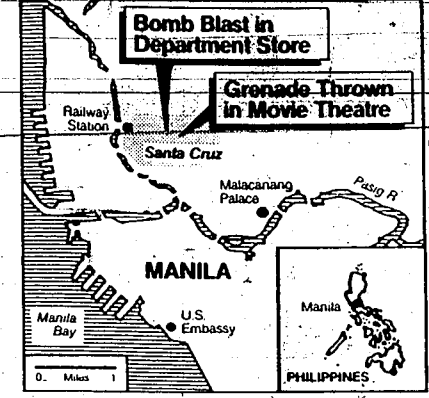 Bomb Blast in
Department Store
Grenade Thrown
in Movie Theatre
Railway
Station
Santa Cruz
Malacanang
Palace
Pasig R
MANILA
Manila
Bay
U.S.
Embassy
0 Miles 1
Manila
PHILIPPINES